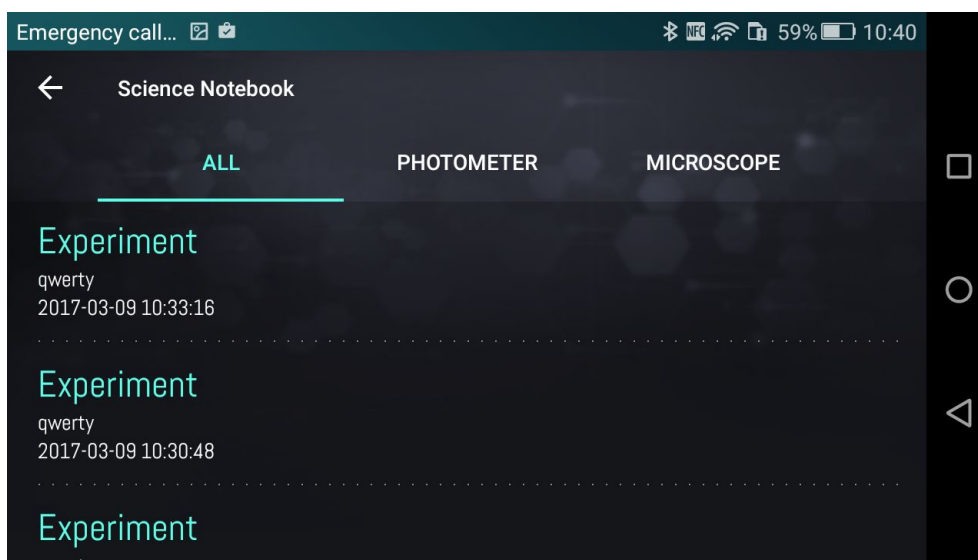 Emergency call... NFC 59% 10:40
Science Notebook
ALL PHOTOMETER MICROSCOPE
Experiment
qwerty
2017-03-09 10:33:16
Experiment
qwerty
2017-03-09 10:30:48
Experiment